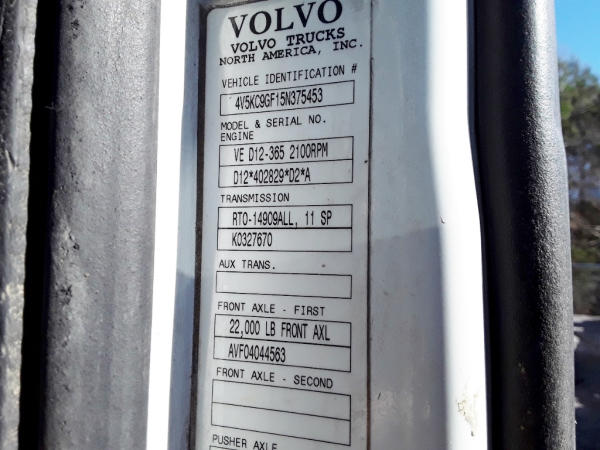 VOLVO
VOLVO TRUCKS
NORTH AMERICA, INC.
VEHICLE IDENTIFICATION #
4V5KC9GF15N375453
MODEL & SERIAL NO.
ENGINE
VE D12-365 2100RPM
D12*402829*D2*A
TRANSMISSION
RTO-14909ALL, 11 SP
K0327670
AUX TRANS.
FRONT AXLE - FIRST
22,000 LB FRONT AXL
AVF04044563
FRONT AXLE - SECOND
PUSHER AXLE